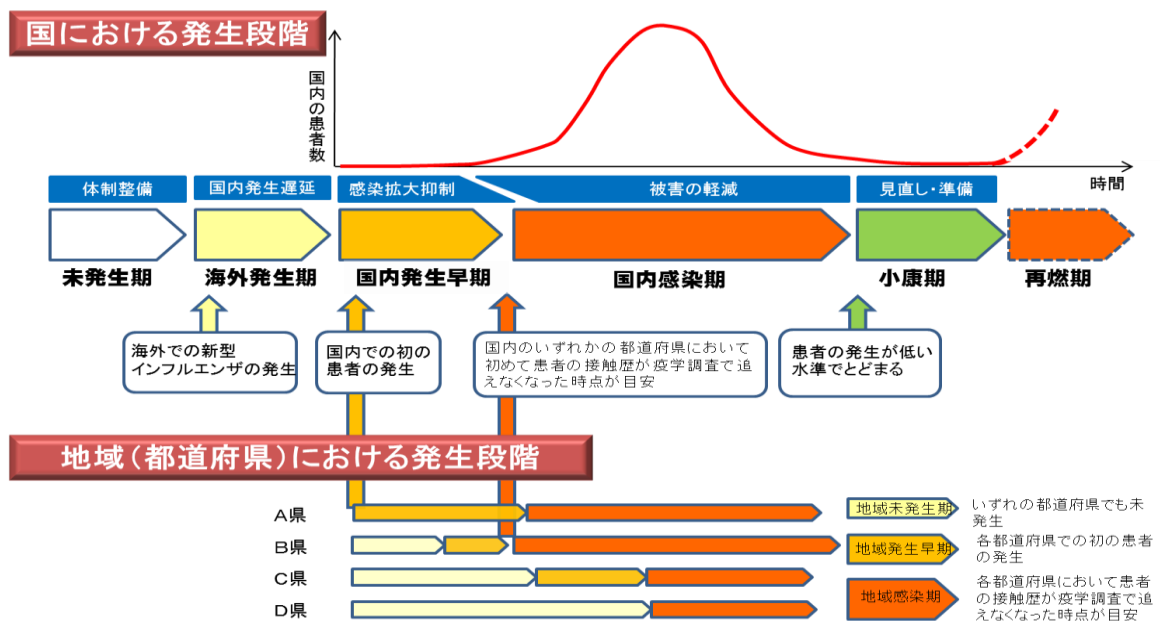 国における発生段階
国内の患者数
時間
体制整備
国内発生遅延
感染拡大抑制
被害の軽減
見直し・準備
未発生期
海外発生期
国内発生早期
国内感染期
小康期
再燃期
海外での新型
インフルエンザの発生
国内での初の
患者の発生
国内のいずれかの都道府県において
初めて患者の接触歴が疫学調査で追
えなくなった時点が目安
患者の発生が低い
水準でとどまる
地域(都道府県)における発生段階
A県
B県
C県
D県
地域未発生期
いずれの都道府県でも未
発生
地域発生早期
各都道府県での初の患者
の発生
地域感染期
各都道府県において患者
の接触歴が疫学調査で追
えなくなった時点が目安